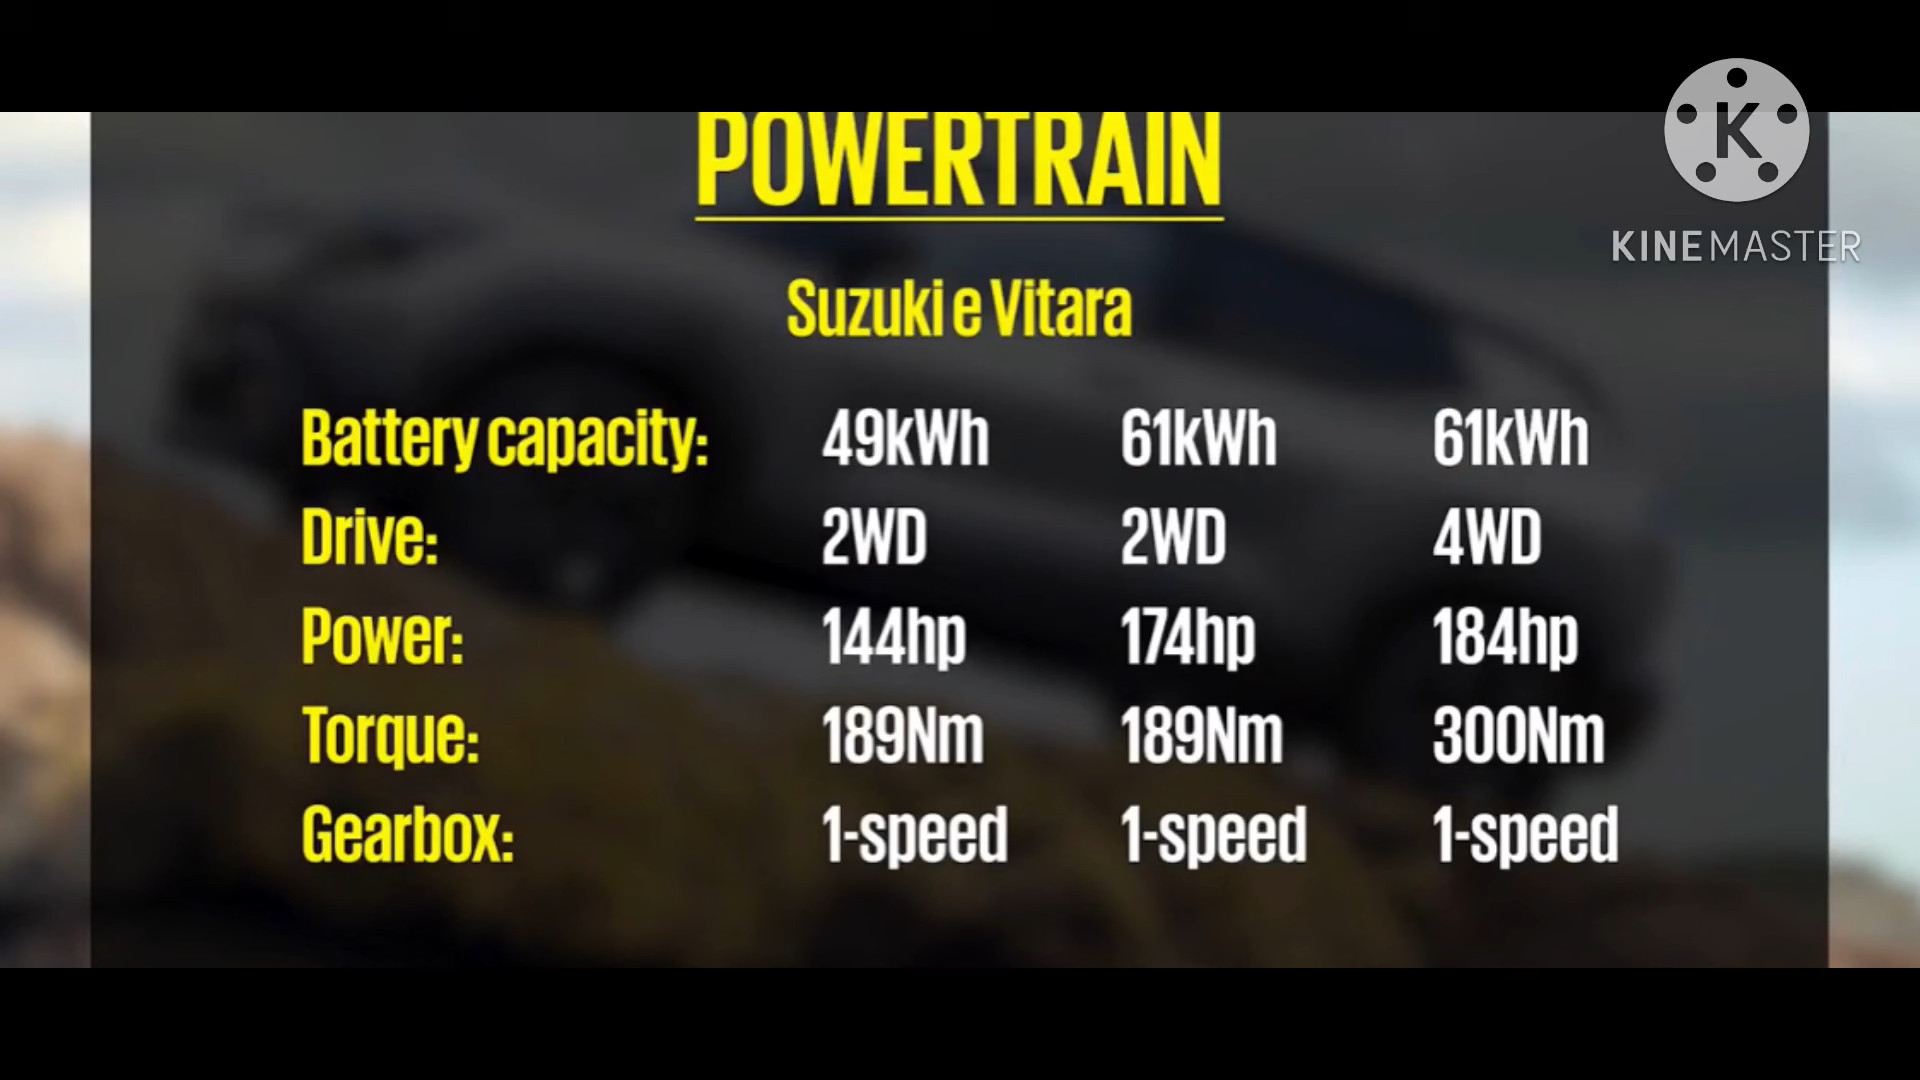 POWERTRAIN
K
KINEMASTER
Suzuki e Vitara
Battery capacity: 49kWh 61kWh 61kWh
Drive: 2WD 2WD 4WD
Power: 144hp 174hp 184hp
Torque: 189Nm 189Nm 300Nm
Gearbox: 1-speed 1-speed 1-speed